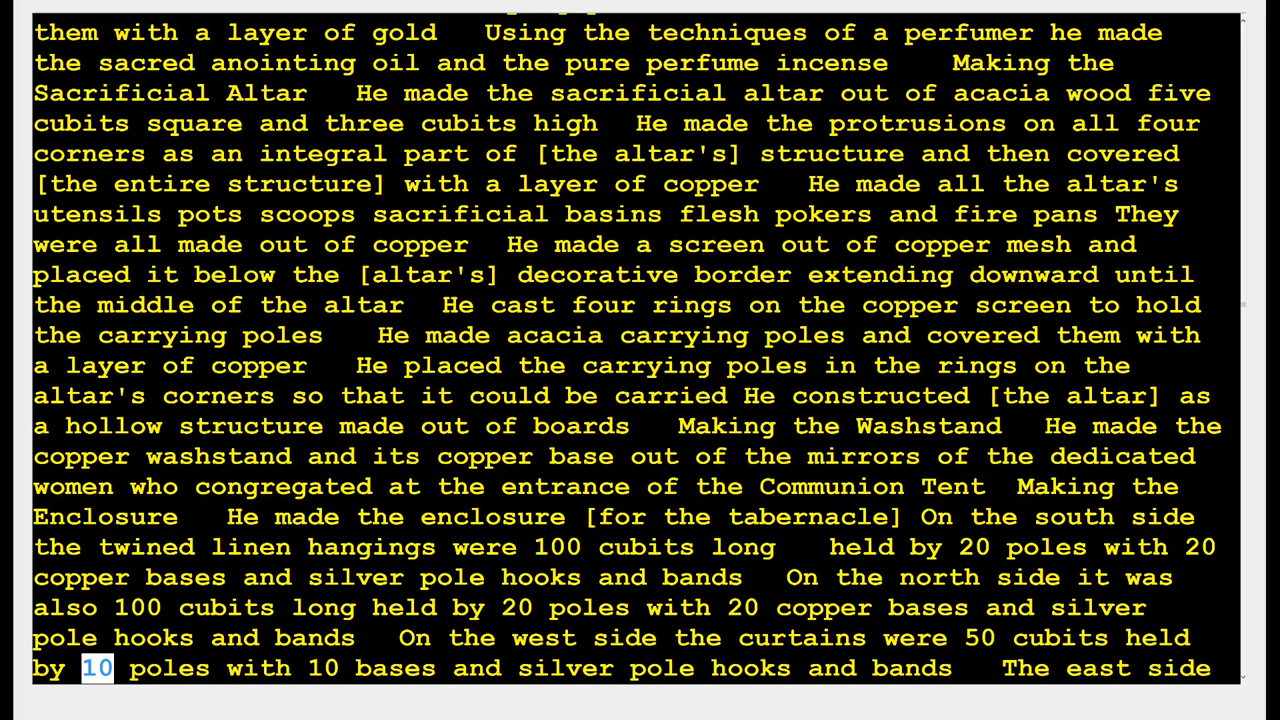 them with a layer of gold Using the techniques of a perfumer he made
the sacred anointing oil and the pure perfume incense Making the
Sacrificial Altar He made the sacrificial altar out of acacia wood five
cubits square and three cubits high He made the protrusions on all four
corners as an integral part of [the altar's] structure and then covered
[the entire structure] with a layer of copper He made all the altar's
utensils pots scoops sacrificial basins flesh pokers and fire pans They
were all made out of copper He made a screen out of copper mesh and
placed it below the [altar's] decorative border extending downward until
the middle of the altar He cast four rings on the copper screen to hold
the carrying poles He made acacia carrying poles and covered them with
a layer of copper He placed the carrying poles in the rings on the
altar's corners so that it could be carried He constructed [the altar] as
a hollow structure made out of boards Making the Washstand He made the
copper washstand and its copper base out of the mirrors of the dedicated
women who congregated at the entrance of the Communion Tent Making the
Enclosure He made the enclosure [for the tabernacle] On the south side
the twined linen hangings were 100 cubits long held by 20 poles with 20
copper bases and silver pole hooks and bands On the north side it was
also 100 cubits long held by 20 poles with 20 copper bases and silver
pole hooks and bands On the west side the curtains were 50 cubits held
by 10 poles with 10 bases and silver pole hooks and bands The east side